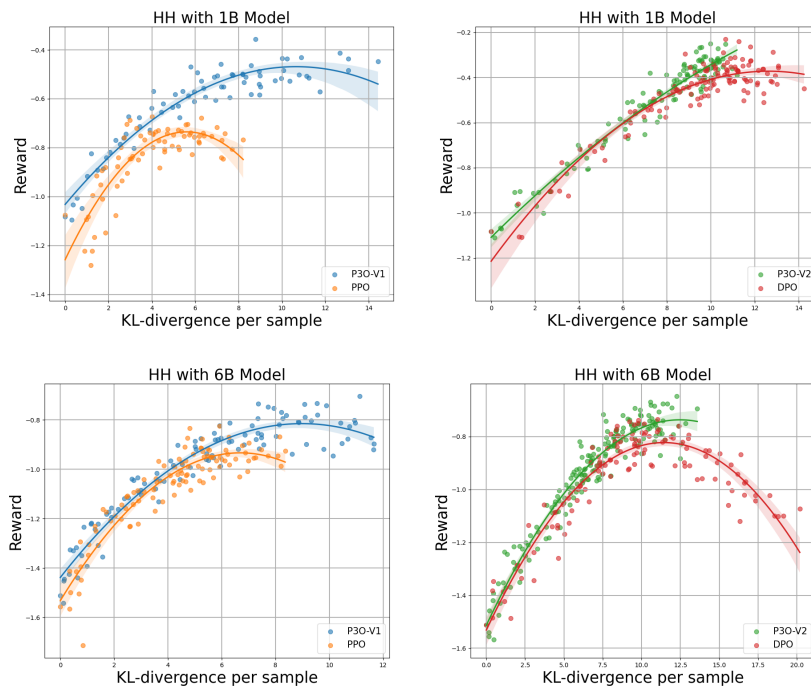 HH with 1B Model
Reward
−0.4
−0.6
−0.8
−1.0
−1.2
−1.4
0 2 4 6 8 10 12 14
KL-divergence per sample
P3O-V1
PPO
HH with 1B Model
Reward
−0.2
−0.4
−0.6
−0.8
−1.0
−1.2
0 2 4 6 8 10 12 14
KL-divergence per sample
P3O-V2
DPO
HH with 6B Model
Reward
−0.8
−1.0
−1.2
−1.4
−1.6
0 2 4 6 8 10 12
KL-divergence per sample
P3O-V1
PPO
HH with 6B Model
Reward
−0.8
−1.0
−1.2
−1.4
−1.6
0.0 2.5 5.0 7.5 10.0 12.5 15.0 17.5 20.0
KL-divergence per sample
P3O-V2
DPO